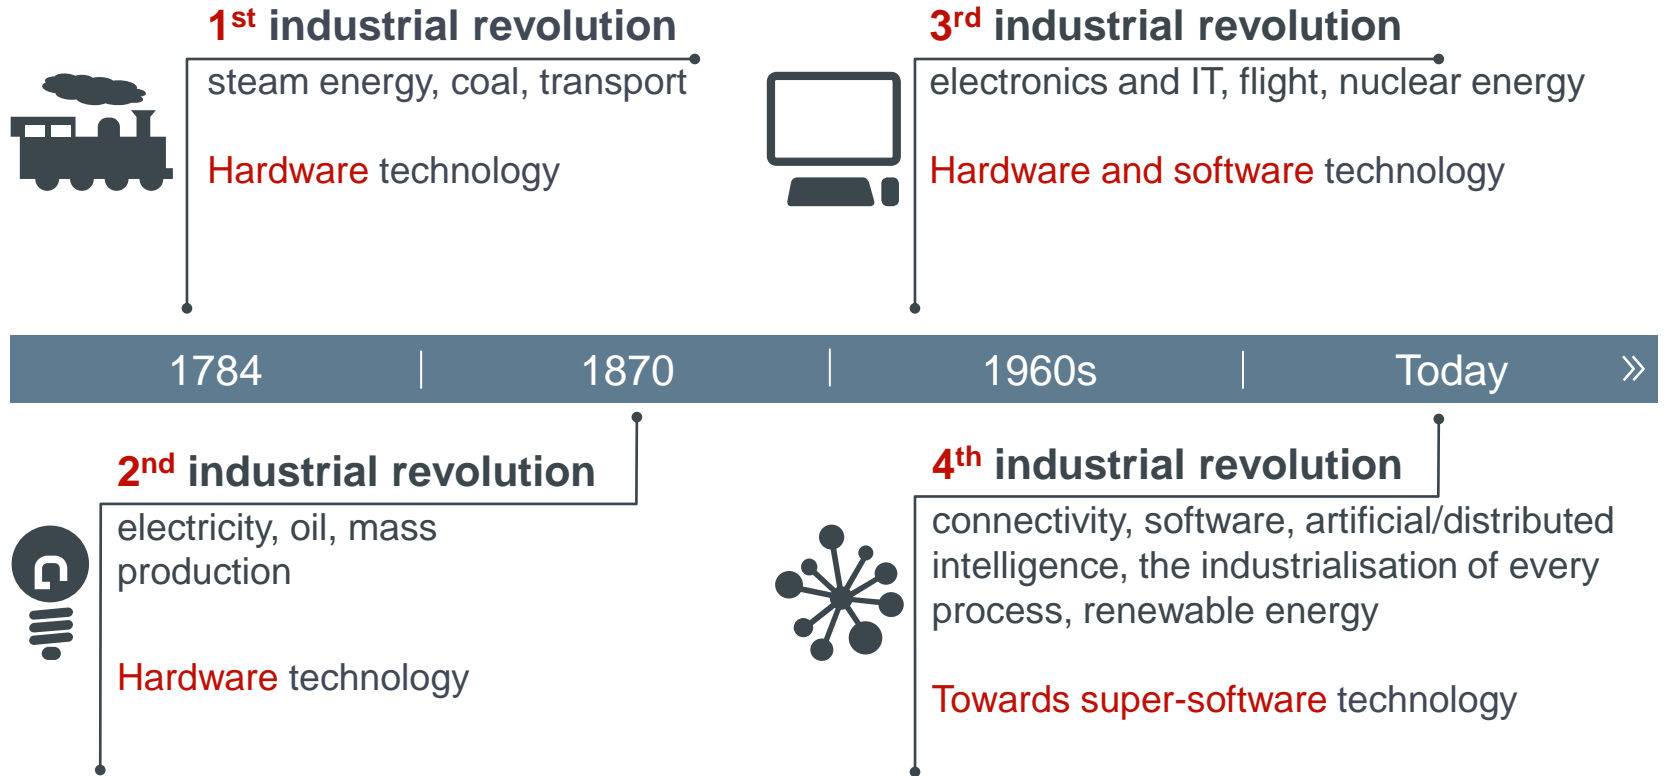 1st industrial revolution
steam energy, coal, transport
Hardware technology
3rd industrial revolution
electronics and IT, flight, nuclear energy
Hardware and software technology
1784 | 1870 | 1960s | Today »
2nd industrial revolution
electricity, oil, mass
production
Hardware technology
4th industrial revolution
connectivity, software, artificial/distributed
intelligence, the industrialisation of every
process, renewable energy
Towards super-software technology